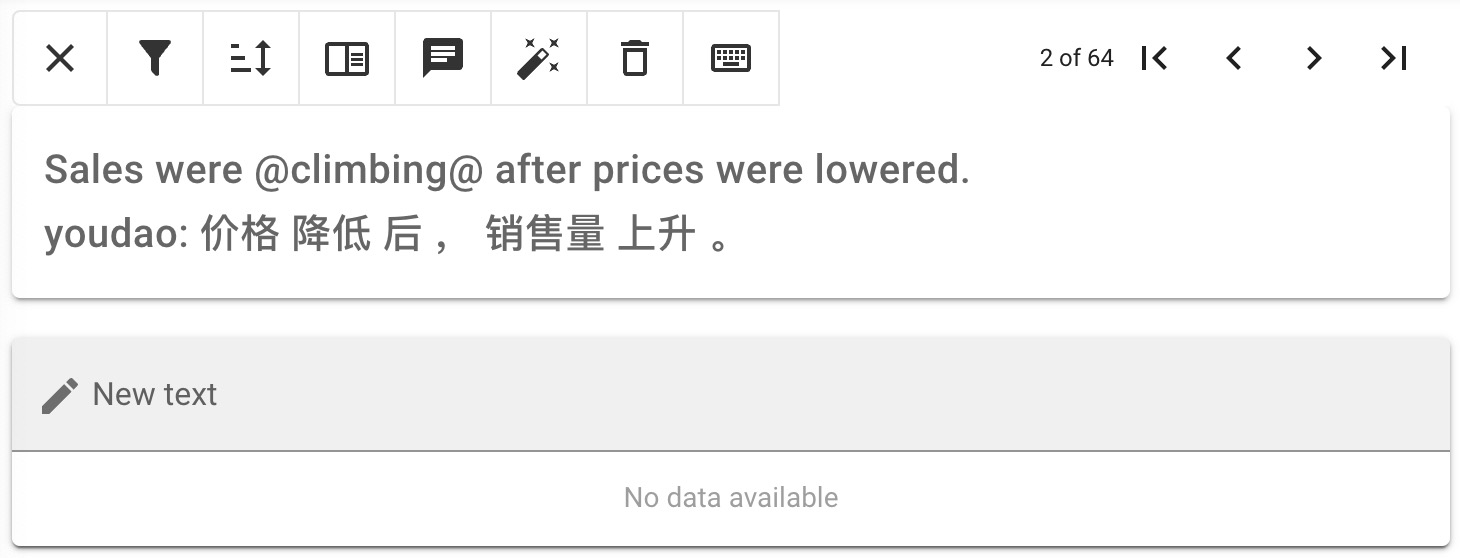 2 of 64
Sales were @climbing@ after prices were lowered.
youdao: 价格 降低 后 ， 销售量 上升 。
New text
No data available